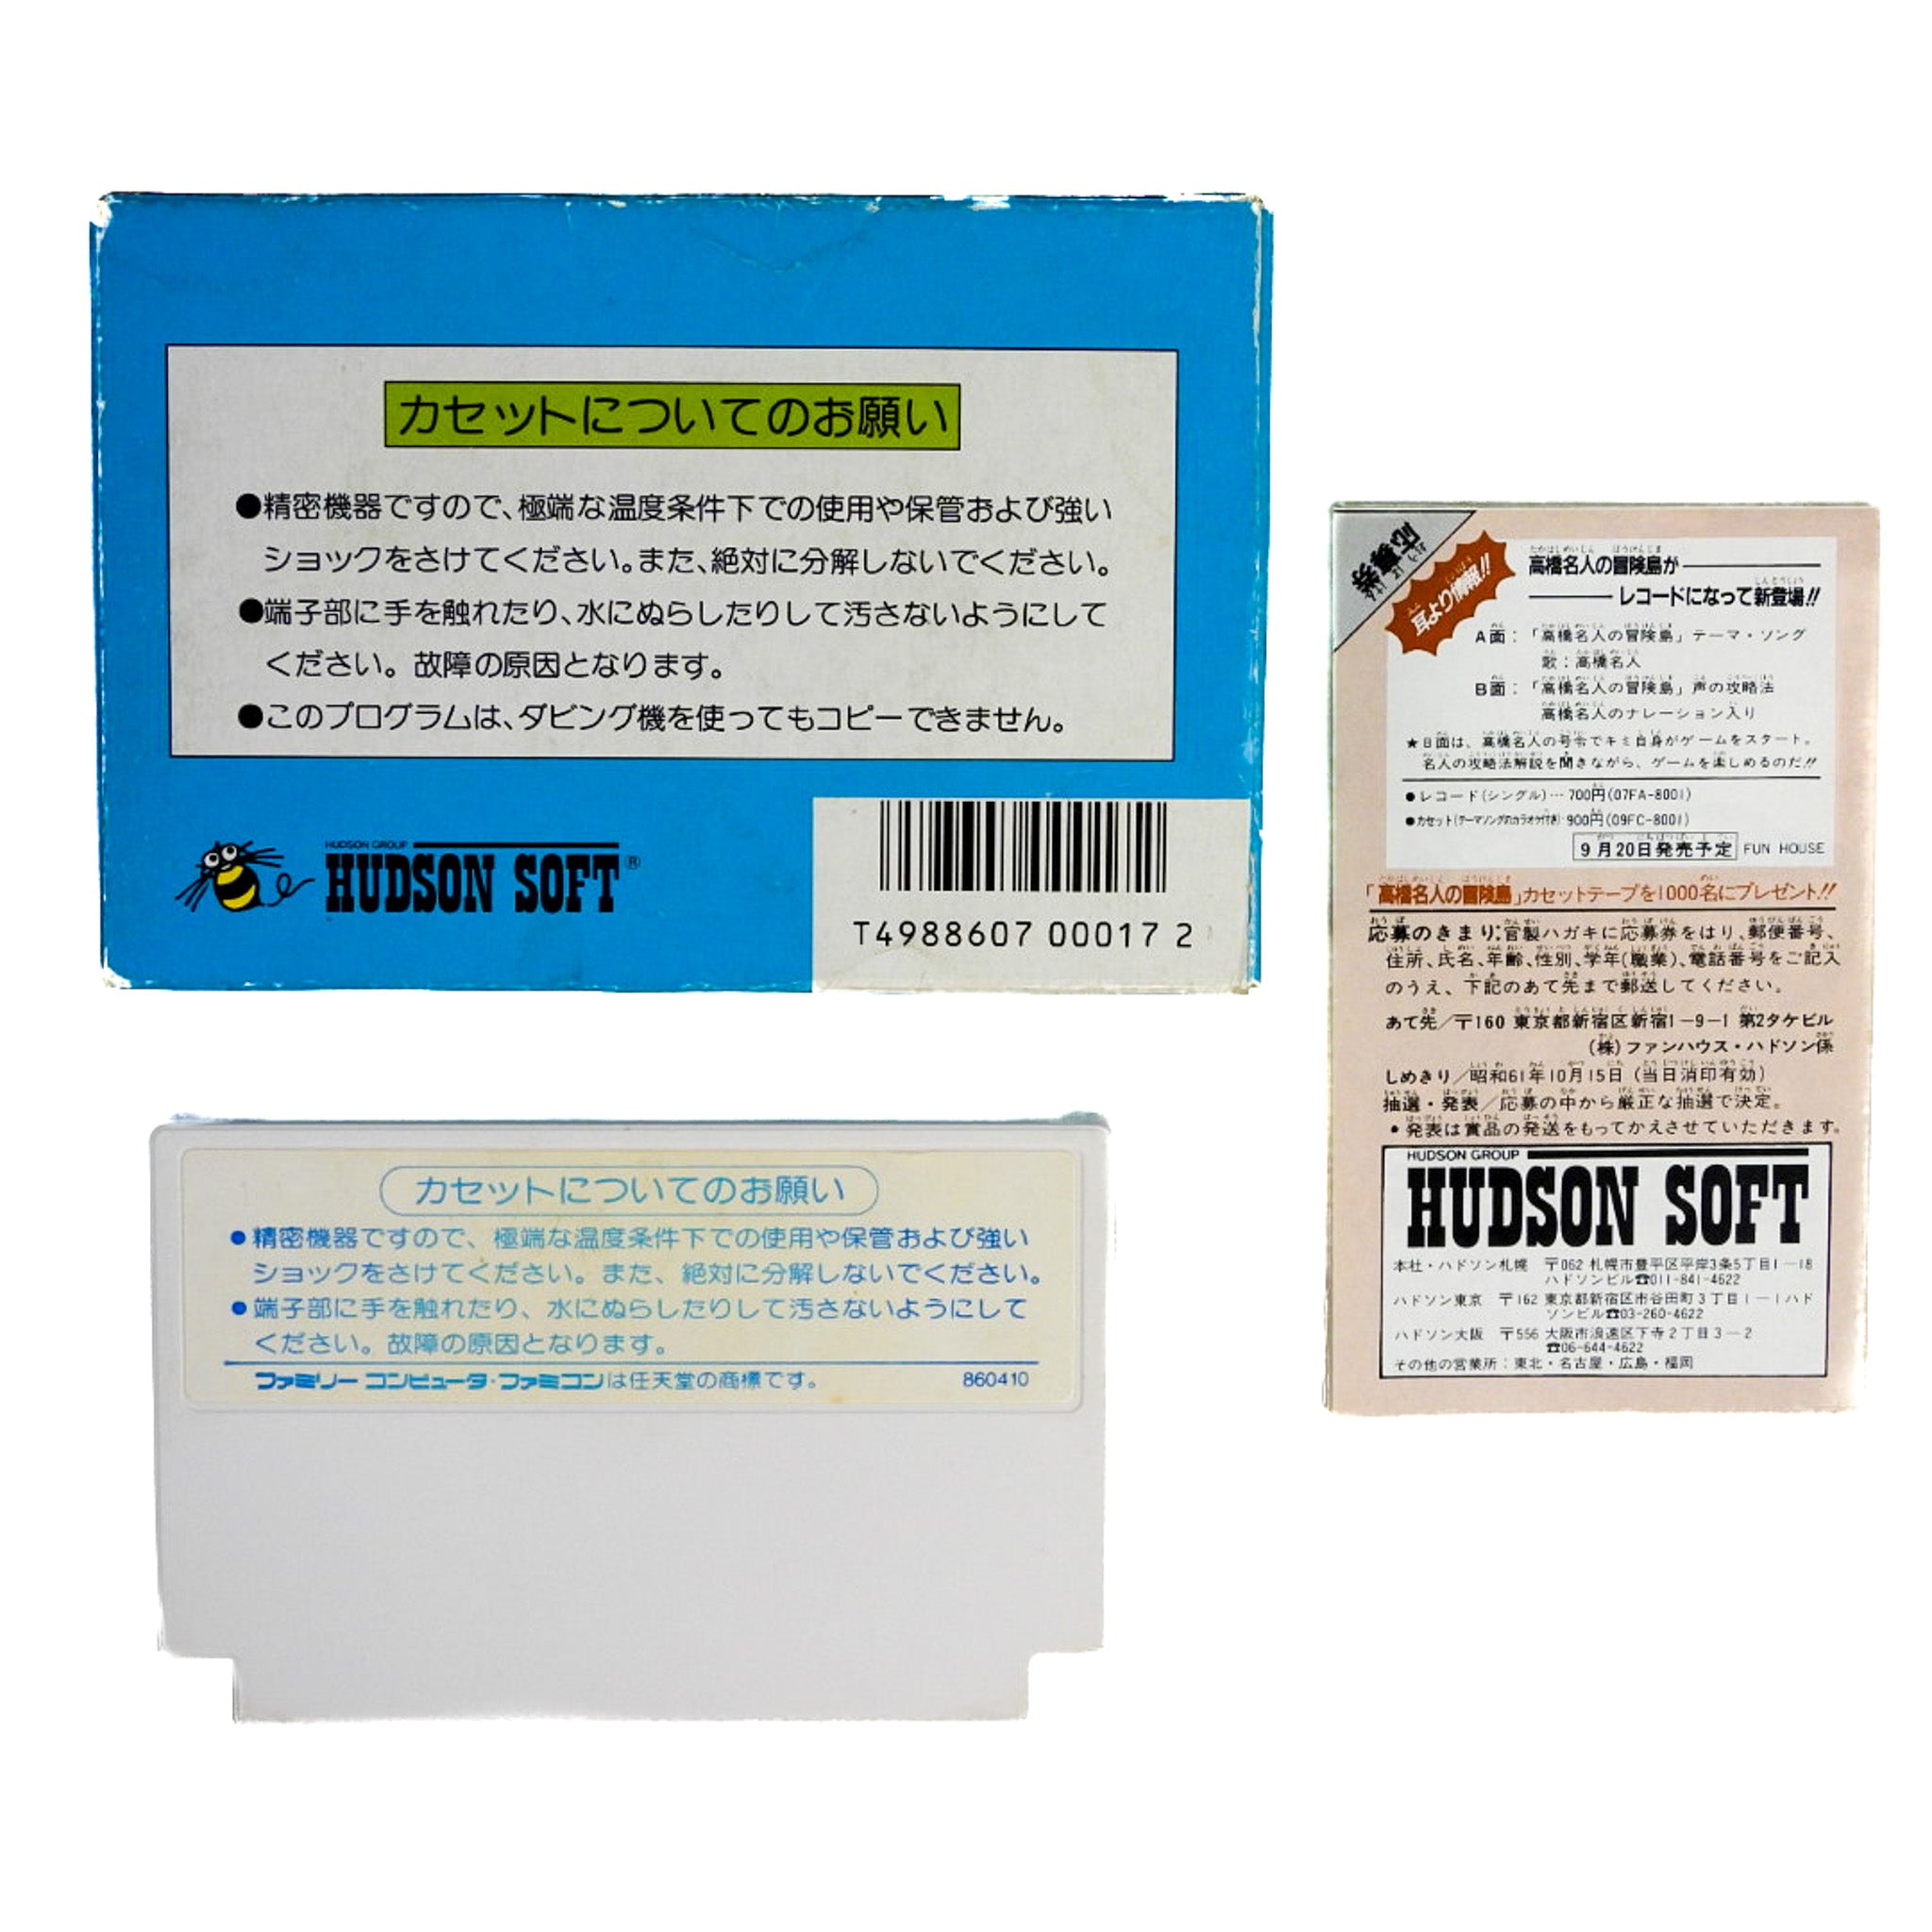 カセットについてのお願い
●精密機器ですので、極端な温度条件下での使用や保管および強い
ショックをさけてください。また、絶対に分解しないでください。
●端子部に手を触れたり、水にぬらしたりして汚さないようにして
ください。故障の原因となります。
●このプログラムは、ダビング機を使ってもコピーできません。
HUDSON GROUP
HUDSON SOFT®
T4988607 00017 2
カセットについてのお願い
●精密機器ですので、極端な温度条件下での使用や保管および強い
ショックをさけてください。また、絶対に分解しないでください。
●端子部に手を触れたり、水にぬらしたりして汚さないようにして
ください。故障の原因となります。
ファミリーコンピュータ・ファミコンは任天堂の商標です。 860410
応募券
耳より情報!!
高橋名人の冒険島が
レコードになって新登場!!
A面:「高橋名人の冒険島」テーマ・ソング
歌:高橋名人
B面:「高橋名人の冒険島」声の攻略法
高橋名人のナレーション入り
★B面は、高橋名人の号令でキミ自身がゲームをスタート。
名人の攻略法解説を聞きながら、ゲームを楽しめるのだ!!
●レコード(シングル)…700円(07FA-8001)
●カセット(テーマソングのカラオケ付き)・900円(09FC-8001)
9月20日発売予定 FUN HOUSE
「高橋名人の冒険島」カセットテープを1000名にプレゼント!!
応募のきまり:官製ハガキに応募券をはり、郵便番号、
住所、氏名、年齢、性別、学年(職業)、電話番号をご記入
のうえ、下記のあて先まで郵送してください。
あて先/〒160 東京都新宿区新宿1-9-1 第2タケビル
(株)ファンハウス・ハドソン係
しめきり/昭和61年10月15日(当日消印有効)
抽選・発表/応募の中から厳正な抽選で決定。
•発表は賞品の発送をもってかえさせていただきます。
HUDSON GROUP
HUDSON SOFT
本社・ハドソン札幌 〒062 札幌市豊平区平岸3条5丁目1-18
ハドソンビル☎011-841-4622
ハドソン東京 〒162 東京都新宿区市谷田町3丁目1-1ハド
ソンビル☎03-260-4622
ハドソン大阪 〒556 大阪市浪速区下寺2丁目3-2
☎06-644-4622
その他の営業所:東北・名古屋・広島・福岡